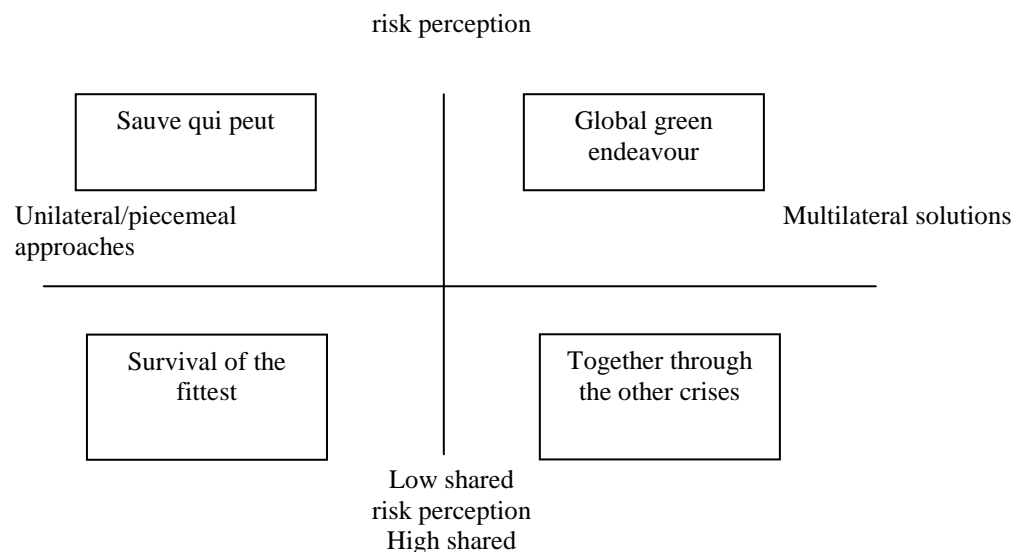 risk perception
Sauve qui peut
Global green
endeavour
Unilateral/piecemeal
approaches
Multilateral solutions
Survival of the
fittest
Together through
the other crises
Low shared
risk perception
High shared